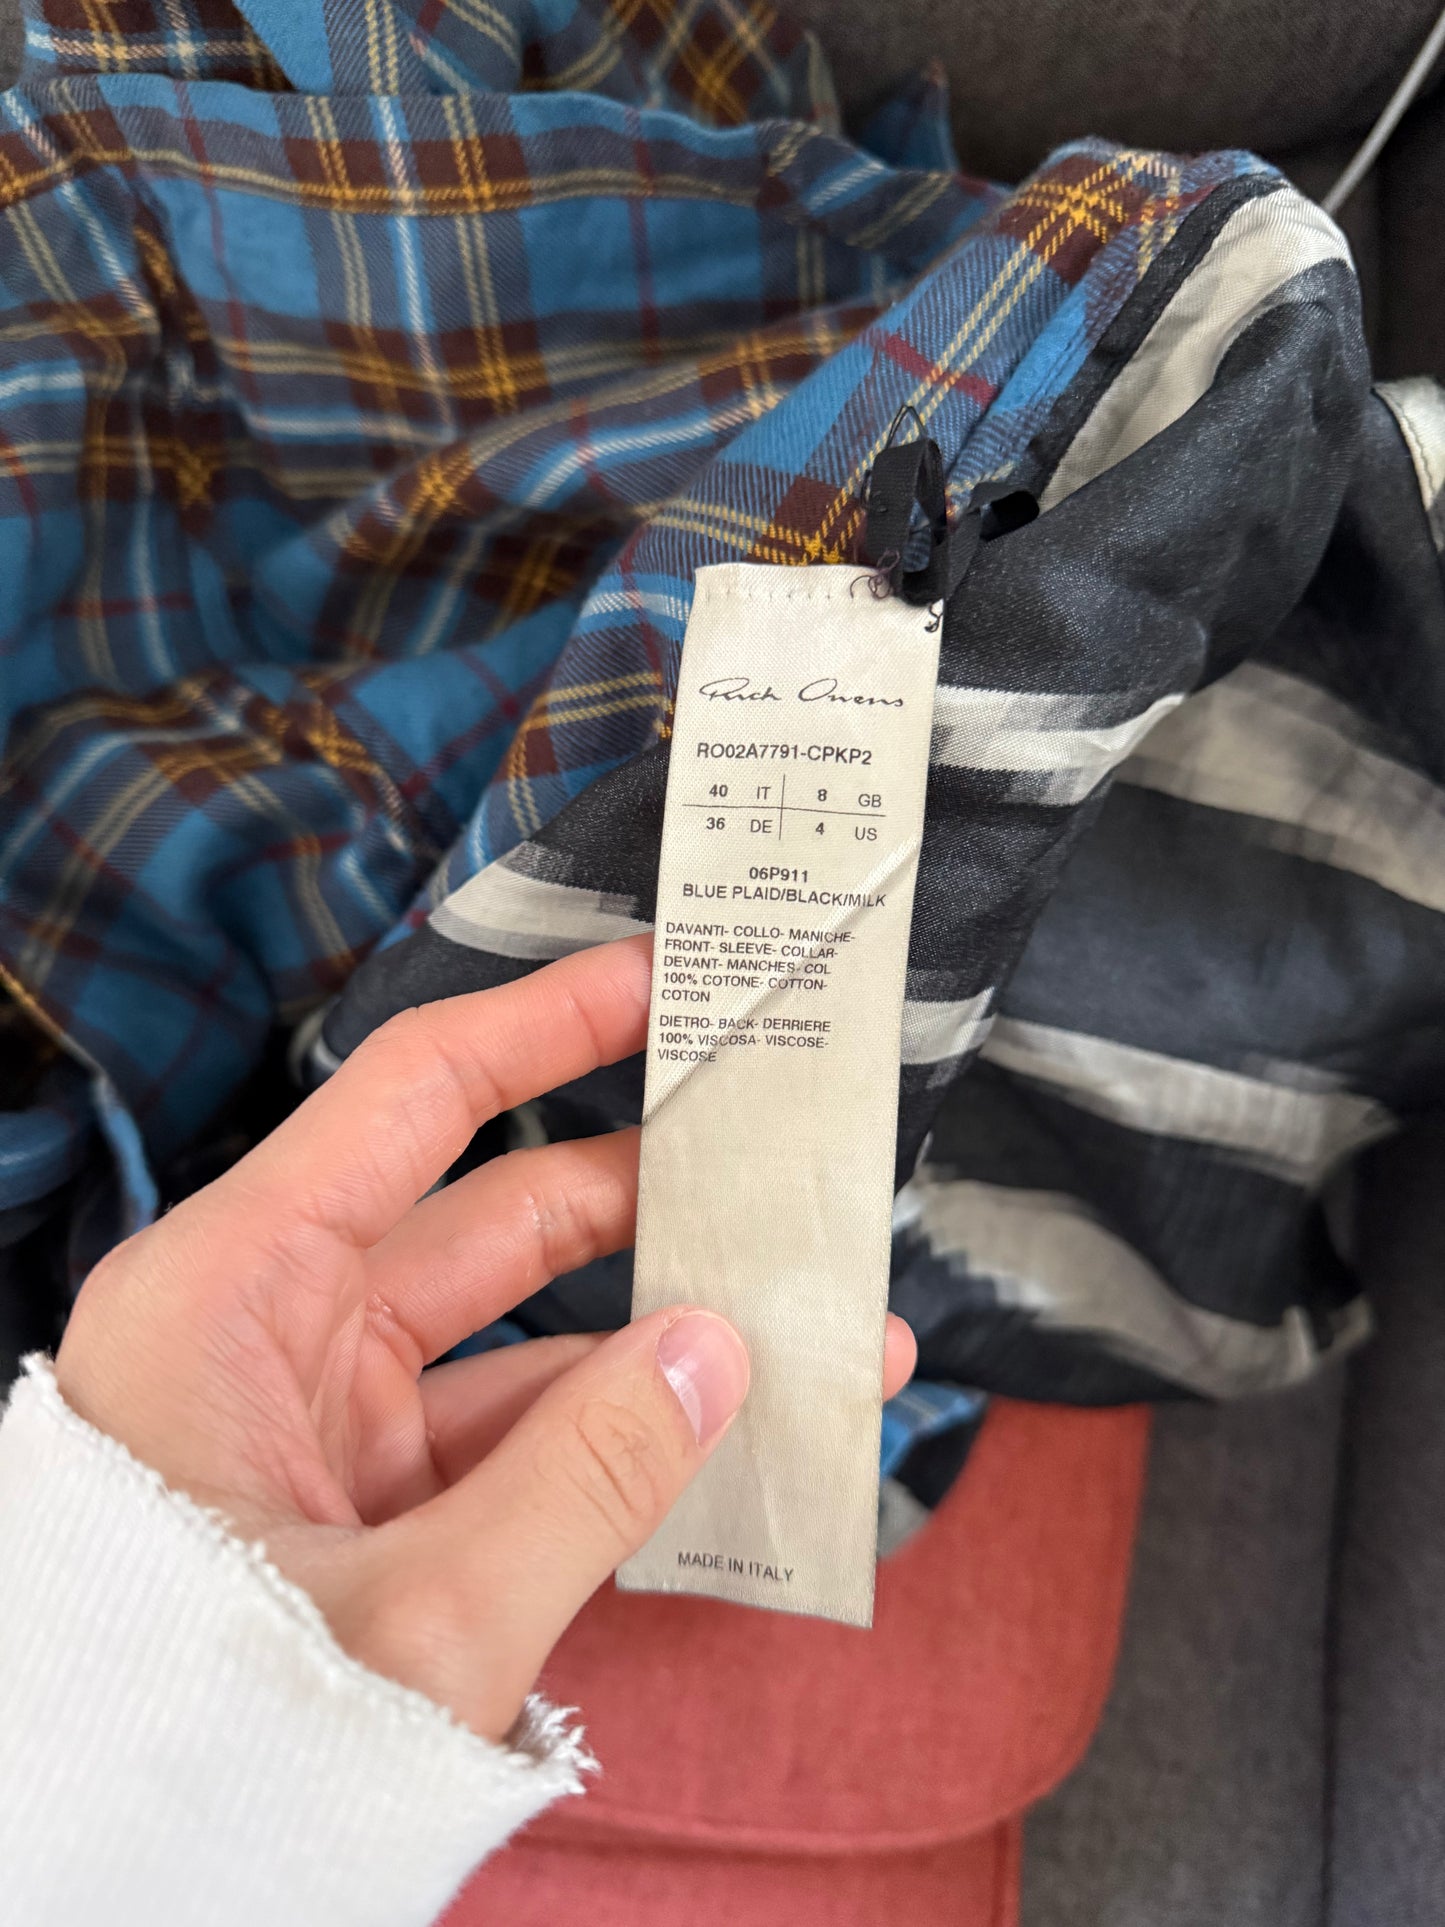 Rick Owens
RO02A7791-CPKP2
40 IT 8 GB
36 DE 4 US
06P911
BLUE PLAID/BLACK/MILK
DAVANTI- COLLO- MANICHE-
FRONT- SLEEVE- COLLAR-
DEVANT- MANCHES- COL
100% COTONE- COTTON-
COTON
DIETRO- BACK- DERRIERE
100% VISCOSA- VISCOSE-
VISCOSE
MADE IN ITALY